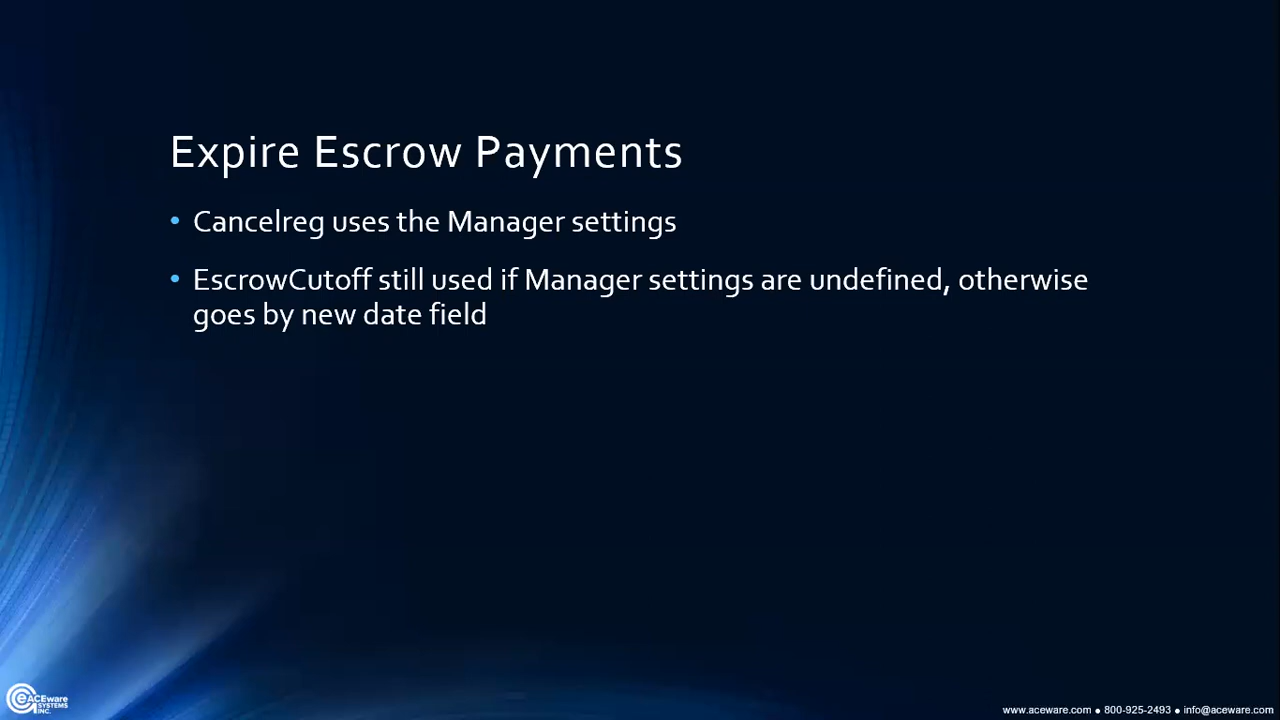 Expire Escrow Payments
• Cancelreg uses the Manager settings
• EscrowCutoff still used if Manager settings are undefined, otherwise
goes by new date field
ACEware
SYSTEMS
INC.
www.aceware.com ● 800-925-2493 ● info@aceware.com